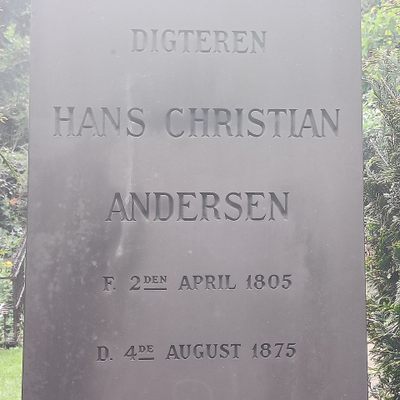 DIGTEREN
HANS CHRISTIAN
ANDERSEN
F. 2DEN APRIL 1805
D. 4DE AUGUST 1875